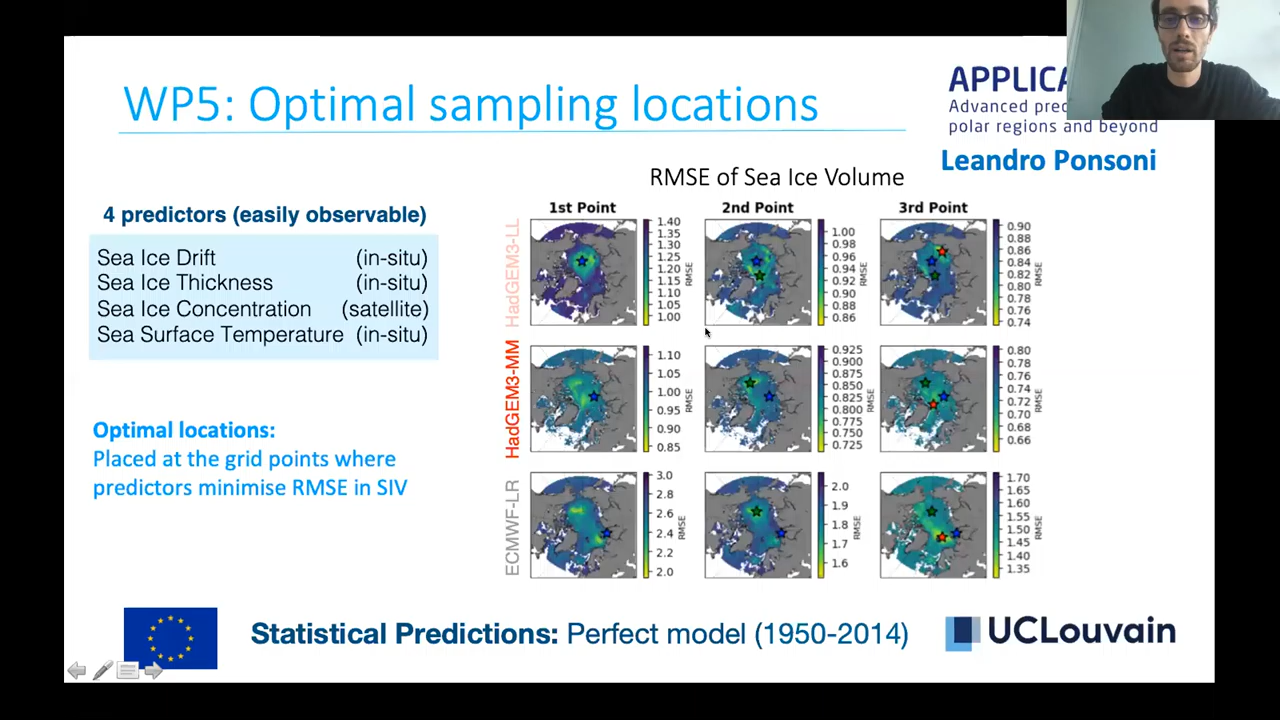 WP5: Optimal sampling locations
APPLICA
Advanced pred
polar regions and beyond
Leandro Ponsoni
4 predictors (easily observable)
Sea Ice Drift (in-situ)
Sea Ice Thickness (in-situ)
Sea Ice Concentration (satellite)
Sea Surface Temperature (in-situ)
Optimal locations:
Placed at the grid points where
predictors minimise RMSE in SIV
RMSE of Sea Ice Volume
1st Point 2nd Point 3rd Point
HadGEM3-LL
1.40
1.35
1.30
1.25
1.20
1.15
1.10
1.05
1.00
RMSE
1.00
0.98
0.96
0.94
0.92
0.90
0.88
0.86
RMSE
0.90
0.88
0.86
0.84
0.82
0.80
0.78
0.76
0.74
RMSE
HadGEM3-MM
1.10
1.05
1.00
0.95
0.90
0.85
RMSE
0.925
0.900
0.875
0.850
0.825
0.800
0.775
0.750
0.725
RMSE
0.80
0.78
0.76
0.74
0.72
0.70
0.68
0.66
RMSE
ECMWF-LR
3.0
2.8
2.6
2.4
2.2
2.0
RMSE
2.0
1.9
1.8
1.7
1.6
RMSE
1.70
1.65
1.60
1.55
1.50
1.45
1.40
1.35
RMSE
Statistical Predictions: Perfect model (1950-2014)
UCLouvain